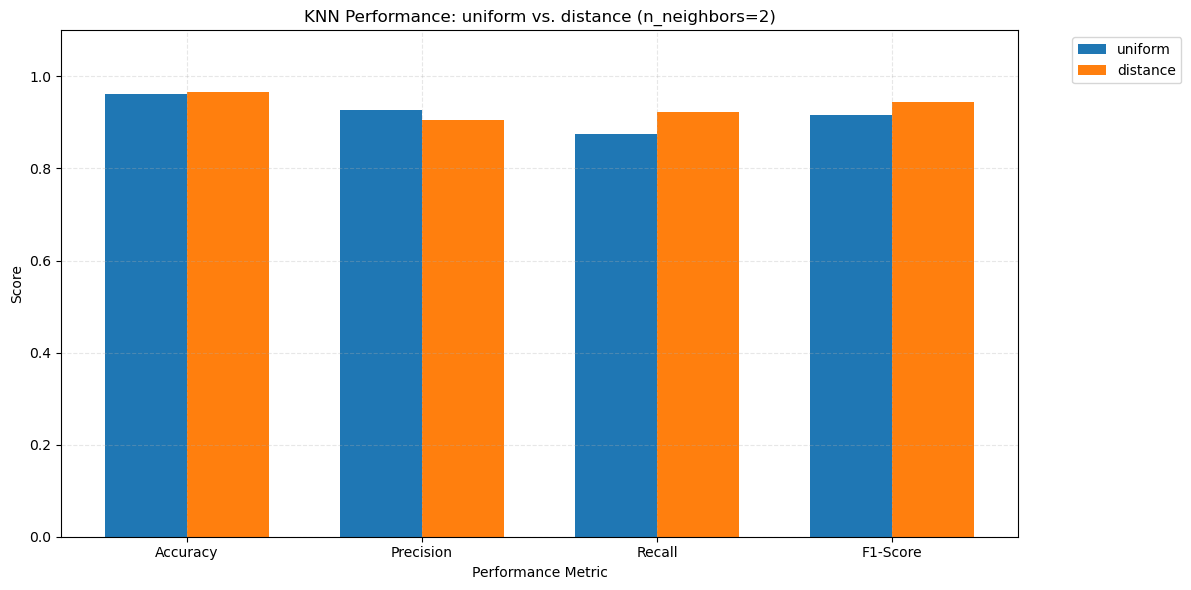 KNN Performance: uniform vs. distance (n_neighbors=2)
uniform
distance
Score
1.0
0.8
0.6
0.4
0.2
0.0
Accuracy Precision Recall F1-Score
Performance Metric